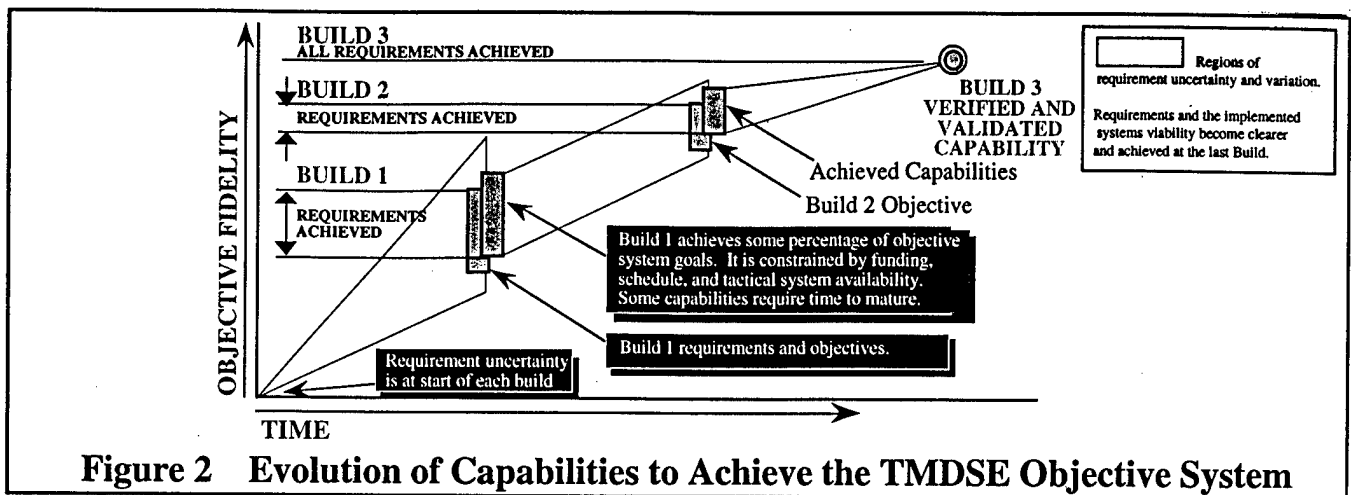 BUILD 3
ALL REQUIREMENTS ACHIEVED
BUILD 2
REQUIREMENTS ACHIEVED
BUILD 1
REQUIREMENTS
ACHIEVED
OBJECTIVE FIDELITY
BUILD 3
VERIFIED AND
VALIDATED
CAPABILITY
Achieved Capabilities
Build 2 Objective
Build 1 achieves some percentage of objective
system goals. It is constrained by funding,
schedule, and tactical system availability.
Some capabilities require time to mature.
Build 1 requirements and objectives.
Requirement uncertainty
is at start of each build
TIME
Regions of
requirement uncertainty and variation.
Requirements and the implemented
systems viability become clearer
and achieved at the last Build.
Figure 2 Evolution of Capabilities to Achieve the TMDSE Objective System